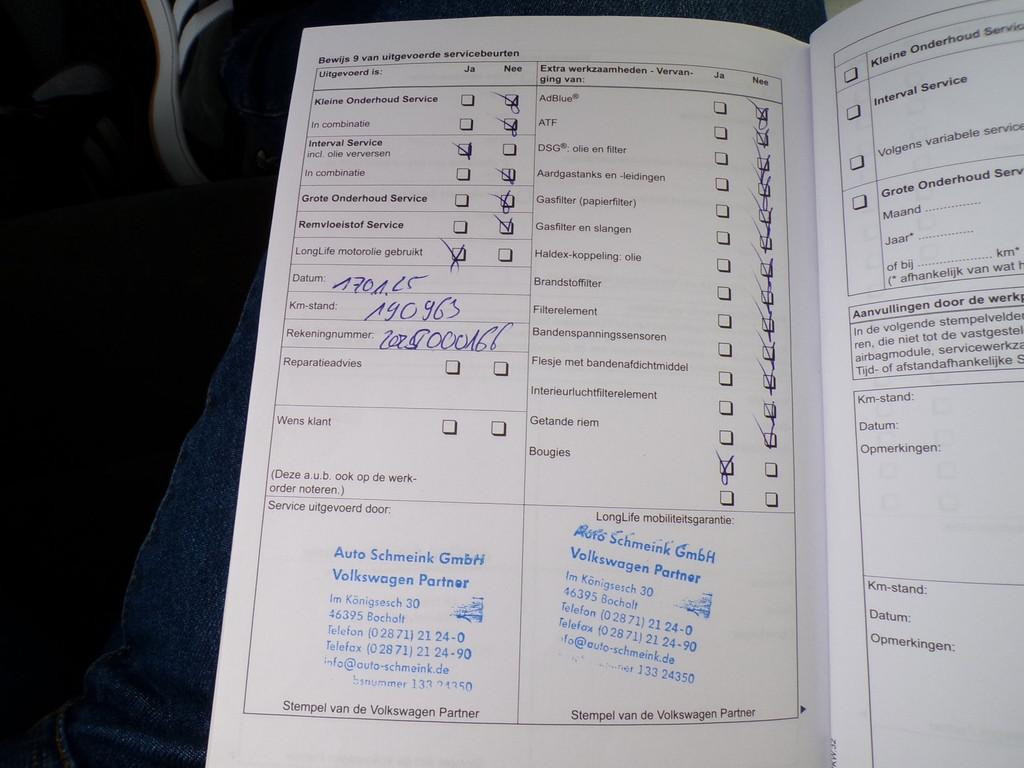 Bewijs 9 van uitgevoerde servicebeurten
Uitgevoerd is: Ja Nee
Kleine Onderhoud Service
In combinatie
Interval Service
incl. olie verversen
In combinatie
Grote Onderhoud Service
Remvloeistof Service
LongLife motorolie gebruikt
Datum: 170125
Km-stand: 190963
Rekeningnummer: 2025000166
Reparatieadvies
Wens klant
(Deze a.u.b. ook op de werk-
order noteren.)
Service uitgevoerd door:
Auto Schmeink GmbH
Volkswagen Partner
Im Königsesch 30
46395 Bocholt
Telefon (0 28 71) 21 24-0
Telefax (0 28 71) 21 24-90
info@auto-schmeink.de
bsnummer 133 24350
Stempel van de Volkswagen Partner
Extra werkzaamheden - Vervan-
ging van: Ja Nee
AdBlue®
ATF
DSG®: olie en filter
Aardgastanks en -leidingen
Gasfilter (papierfilter)
Gasfilter en slangen
Haldex-koppeling: olie
Brandstoffilter
Filterelement
Bandenspanningssensoren
Flesje met bandenafdichtmiddel
Interieurluchtfilterelement
Getande riem
Bougies
LongLife mobiliteitsgarantie:
Auto Schmeink GmbH
Volkswagen Partner
Im Königsesch 30
46395 Bocholt
Telefon (0 28 71) 21 24-0
Telefax (0 28 71) 21 24-90
info@auto-schmeink.de
133 24350
Stempel van de Volkswagen Partner
Kleine Onderhoud Servic
Interval Service
Volgens variabele service
Grote Onderhoud Serv
Maand ...............
Jaar* ...............
of bij .................... km*
(* afhankelijk van wat h
Aanvullingen door de werkp
In de volgende stempelvelde
ren, die niet tot de vastgestel
airbagmodule, servicewerkza
Tijd- of afstandafhankelijke S
Km-stand:
Datum:
Opmerkingen:
Km-stand:
Datum:
Opmerkingen: